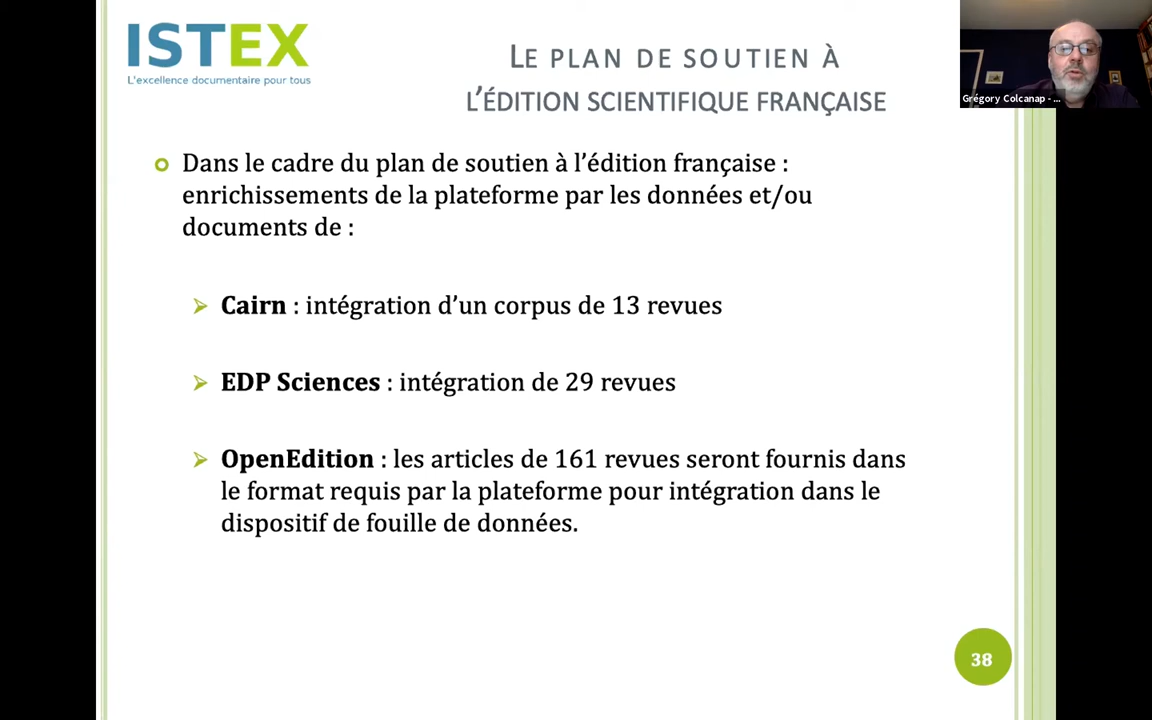 ISTEX
L'excellence documentaire pour tous
LE PLAN DE SOUTIEN À
L'ÉDITION SCIENTIFIQUE FRANÇAISE
Grégory Colcanap - ...
Dans le cadre du plan de soutien à l'édition française :
enrichissements de la plateforme par les données et/ou
documents de :
Cairn : intégration d'un corpus de 13 revues
EDP Sciences : intégration de 29 revues
OpenEdition : les articles de 161 revues seront fournis dans
le format requis par la plateforme pour intégration dans le
dispositif de fouille de données.
38